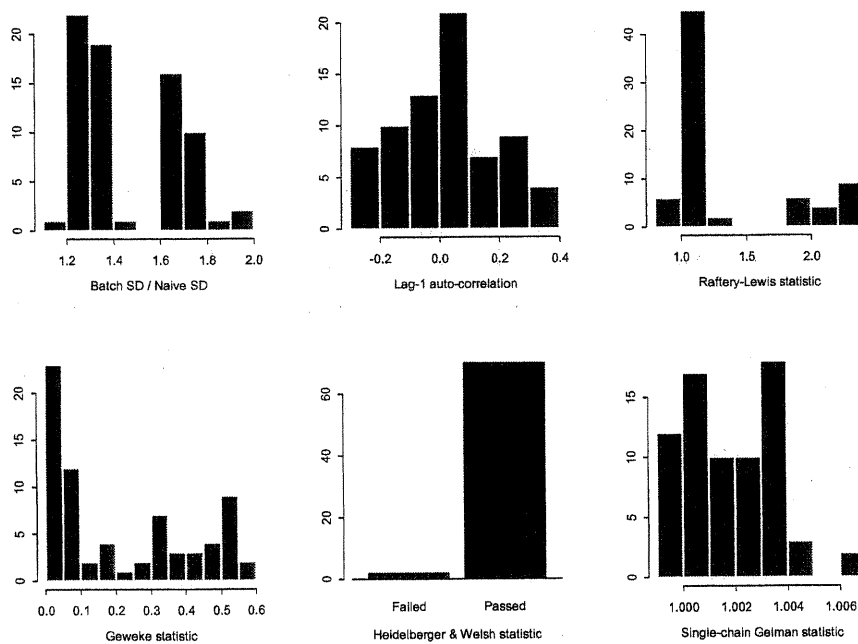 20
15
10
5
0
1.2 1.4 1.6 1.8 2.0
Batch SD / Naive SD
20
15
10
5
0
-0.2 0.0 0.2 0.4
Lag-1 auto-correlation
40
30
20
10
0
1.0 1.5 2.0
Raftery-Lewis statistic
20
15
10
5
0
0.0 0.1 0.2 0.3 0.4 0.5 0.6
Geweke statistic
60
40
20
0
Failed Passed
Heidelberger & Welsh statistic
15
10
5
0
1.000 1.002 1.004 1.006
Single-chain Gelman statistic